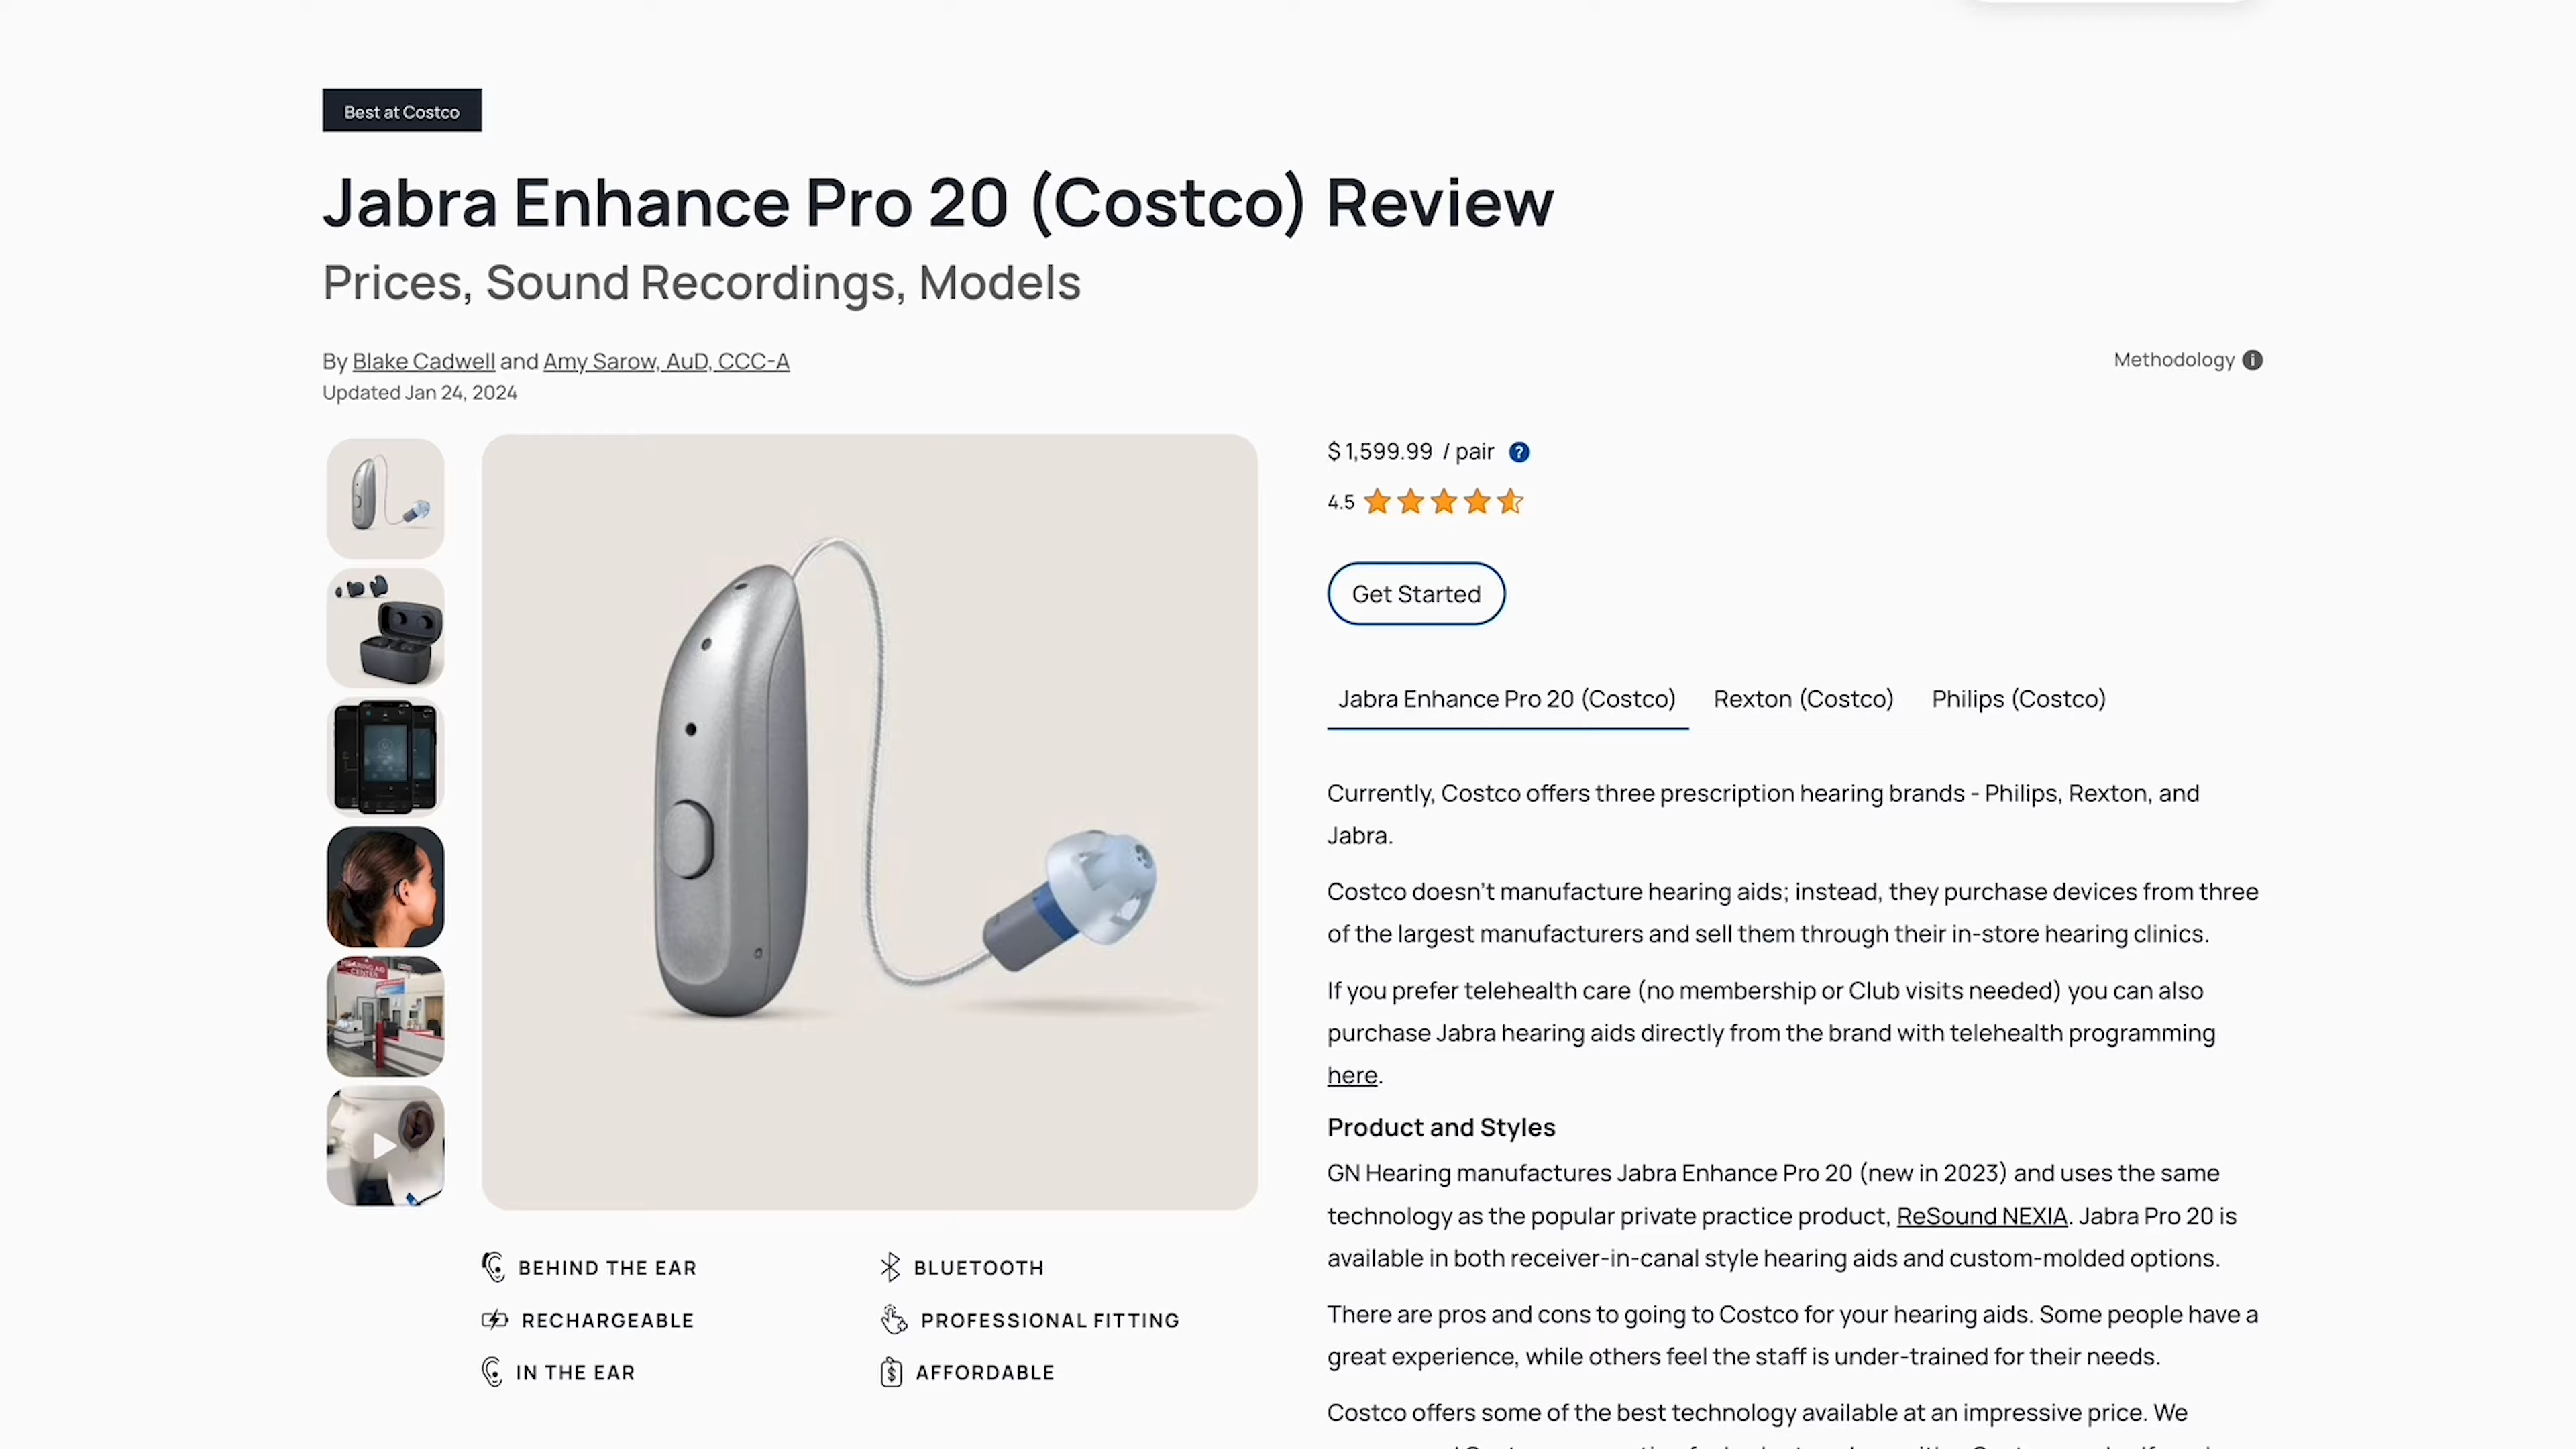 Best at Costco
Jabra Enhance Pro 20 (Costco) Review
Prices, Sound Recordings, Models
By Blake Cadwell and Amy Sarow, AuD, CCC-A
Updated Jan 24, 2024
Methodology
$1,599.99 / pair
4.5
Get Started
Jabra Enhance Pro 20 (Costco) Rexton (Costco) Philips (Costco)
Currently, Costco offers three prescription hearing brands - Philips, Rexton, and
Jabra.
Costco doesn't manufacture hearing aids; instead, they purchase devices from three
of the largest manufacturers and sell them through their in-store hearing clinics.
If you prefer telehealth care (no membership or Club visits needed) you can also
purchase Jabra hearing aids directly from the brand with telehealth programming
here.
Product and Styles
GN Hearing manufactures Jabra Enhance Pro 20 (new in 2023) and uses the same
technology as the popular private practice product, ReSound NEXIA. Jabra Pro 20 is
available in both receiver-in-canal style hearing aids and custom-molded options.
There are pros and cons to going to Costco for your hearing aids. Some people have a
great experience, while others feel the staff is under-trained for their needs.
Costco offers some of the best technology available at an impressive price. We
HEARING AID
CENTER
BEHIND THE EAR
BLUETOOTH
RECHARGEABLE
PROFESSIONAL FITTING
IN THE EAR
AFFORDABLE